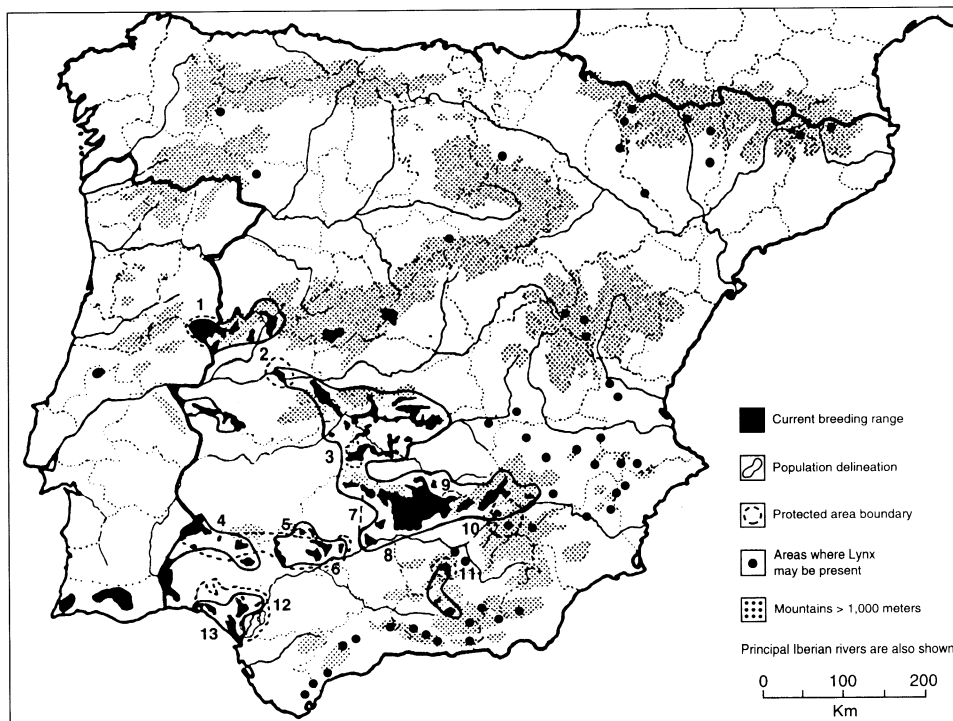 1
2
3
9
4
5
7
10
8
6
11
12
13
Current breeding range
Population delineation
Protected area boundary
Areas where Lynx
may be present
Mountains > 1,000 meters
Principal Iberian rivers are also shown
0 100 200
Km